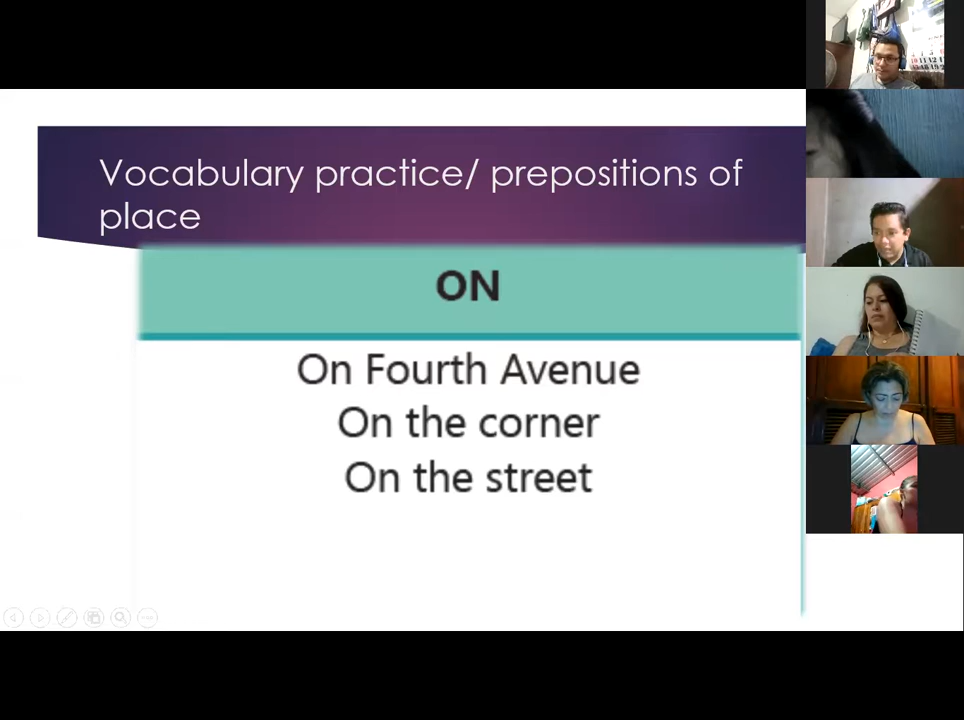 Vocabulary practice/ prepositions of
place
ON
On Fourth Avenue
On the corner
On the street